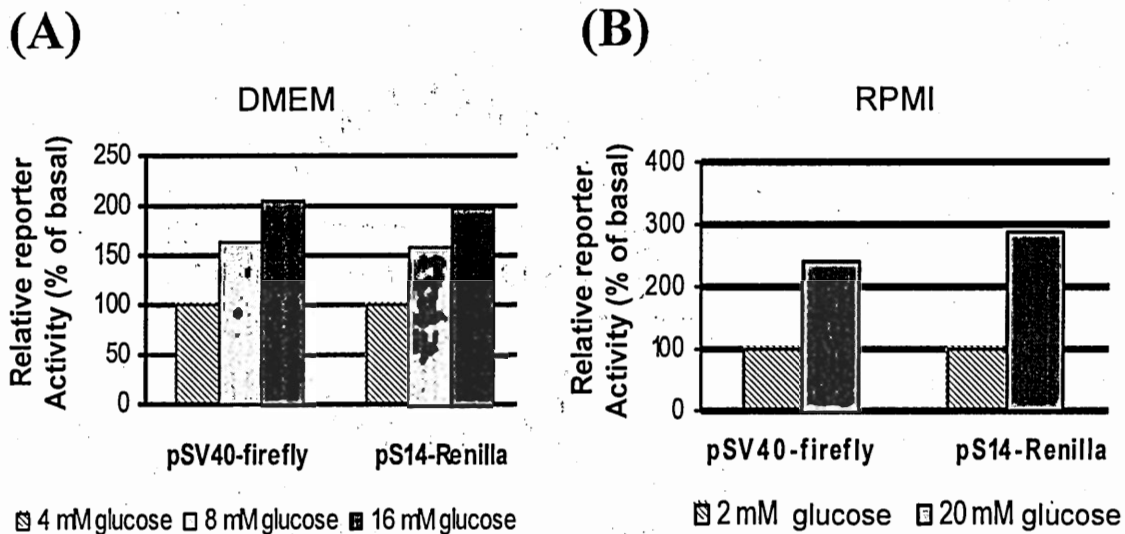 (A)
DMEM
Relative reporter
Activity (% of basal)
250
200
150
100
50
0
pSV40-firefly pS14-Renilla
4 mM glucose 8 mM glucose 16 mM glucose
(B)
RPMI
Relative reporter
Activity (% of basal)
400
300
200
100
0
pSV40-firefly pS14-Renilla
2 mM glucose 20 mM glucose